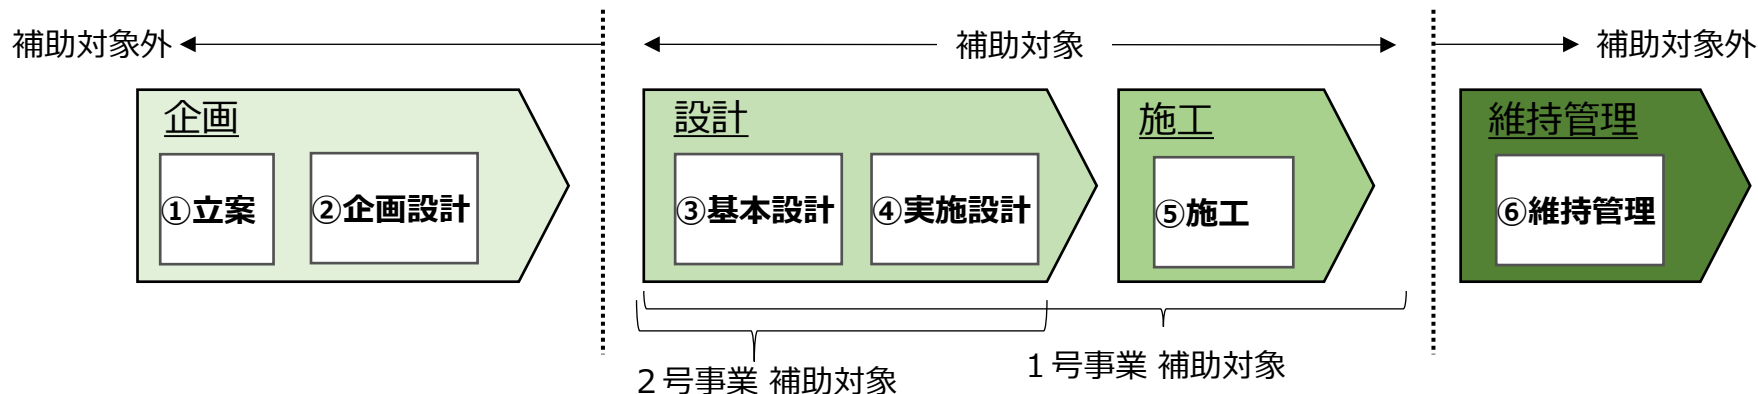 補助対象外
補助対象
補助対象外
企画
①立案
②企画設計
設計
③基本設計
④実施設計
施工
⑤施工
維持管理
⑥維持管理
２号事業 補助対象
１号事業 補助対象